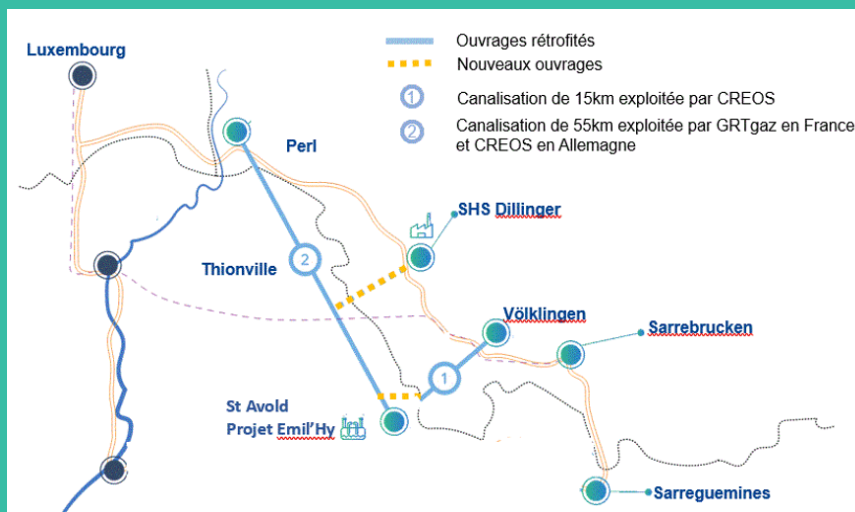 Luxembourg
Ouvrages rétrofités
Nouveaux ouvrages
1 Canalisation de 15km exploitée par CREOS
2 Canalisation de 55km exploitée par GRTgaz en France
et CREOS en Allemagne
Perl
SHS Dillinger
Thionville
2
Völklingen
Sarrebrucken
1
St Avold
Projet Emil'Hy
Sarreguemines